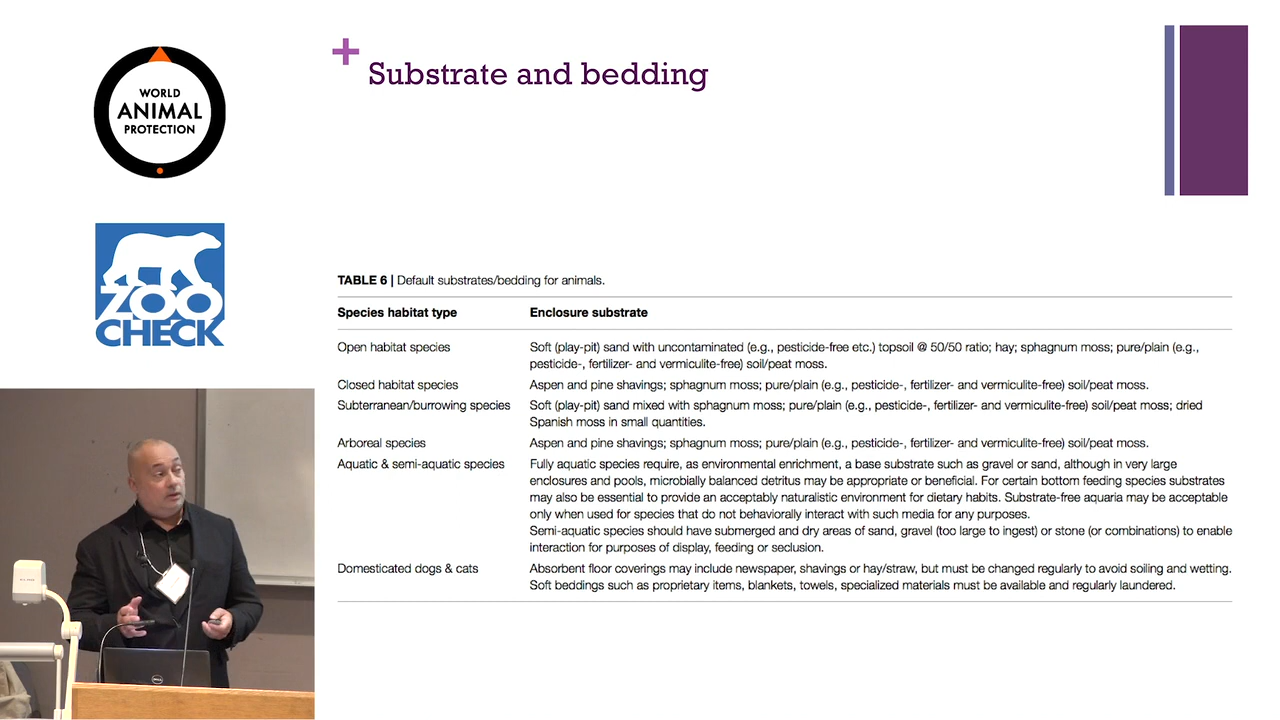 WORLD
ANIMAL
PROTECTION
ZOO
CHECK
+
Substrate and bedding
TABLE 6 | Default substrates/bedding for animals.
Species habitat type Enclosure substrate
Open habitat species Soft (play-pit) sand with uncontaminated (e.g., pesticide-free etc.) topsoil @ 50/50 ratio; hay; sphagnum moss; pure/plain (e.g.,
pesticide-, fertilizer- and vermiculite-free) soil/peat moss.
Closed habitat species Aspen and pine shavings; sphagnum moss; pure/plain (e.g., pesticide-, fertilizer- and vermiculite-free) soil/peat moss.
Subterranean/burrowing species Soft (play-pit) sand mixed with sphagnum moss; pure/plain (e.g., pesticide-, fertilizer- and vermiculite-free) soil/peat moss; dried
Spanish moss in small quantities.
Arboreal species Aspen and pine shavings; sphagnum moss; pure/plain (e.g., pesticide-, fertilizer- and vermiculite-free) soil/peat moss.
Aquatic & semi-aquatic species Fully aquatic species require, as environmental enrichment, a base substrate such as gravel or sand, although in very large
enclosures and pools, microbially balanced detritus may be appropriate or beneficial. For certain bottom feeding species substrates
may also be essential to provide an acceptably naturalistic environment for dietary habits. Substrate-free aquaria may be acceptable
only when used for species that do not behaviorally interact with such media for any purposes.
Semi-aquatic species should have submerged and dry areas of sand, gravel (too large to ingest) or stone (or combinations) to enable
interaction for purposes of display, feeding or seclusion.
Domesticated dogs & cats Absorbent floor coverings may include newspaper, shavings or hay/straw, but must be changed regularly to avoid soiling and wetting.
Soft beddings such as proprietary items, blankets, towels, specialized materials must be available and regularly laundered.
DELL